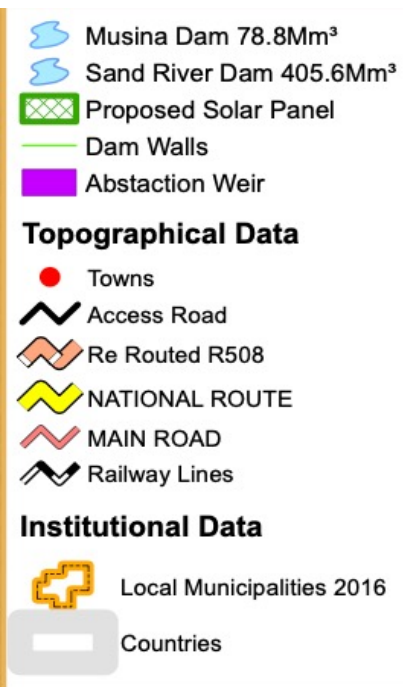 Musina Dam 78.8Mm³
Sand River Dam 405.6Mm³
Proposed Solar Panel
Dam Walls
Abstaction Weir
Topographical Data
Towns
Access Road
Re Routed R508
NATIONAL ROUTE
MAIN ROAD
Railway Lines
Institutional Data
Local Municipalities 2016
Countries